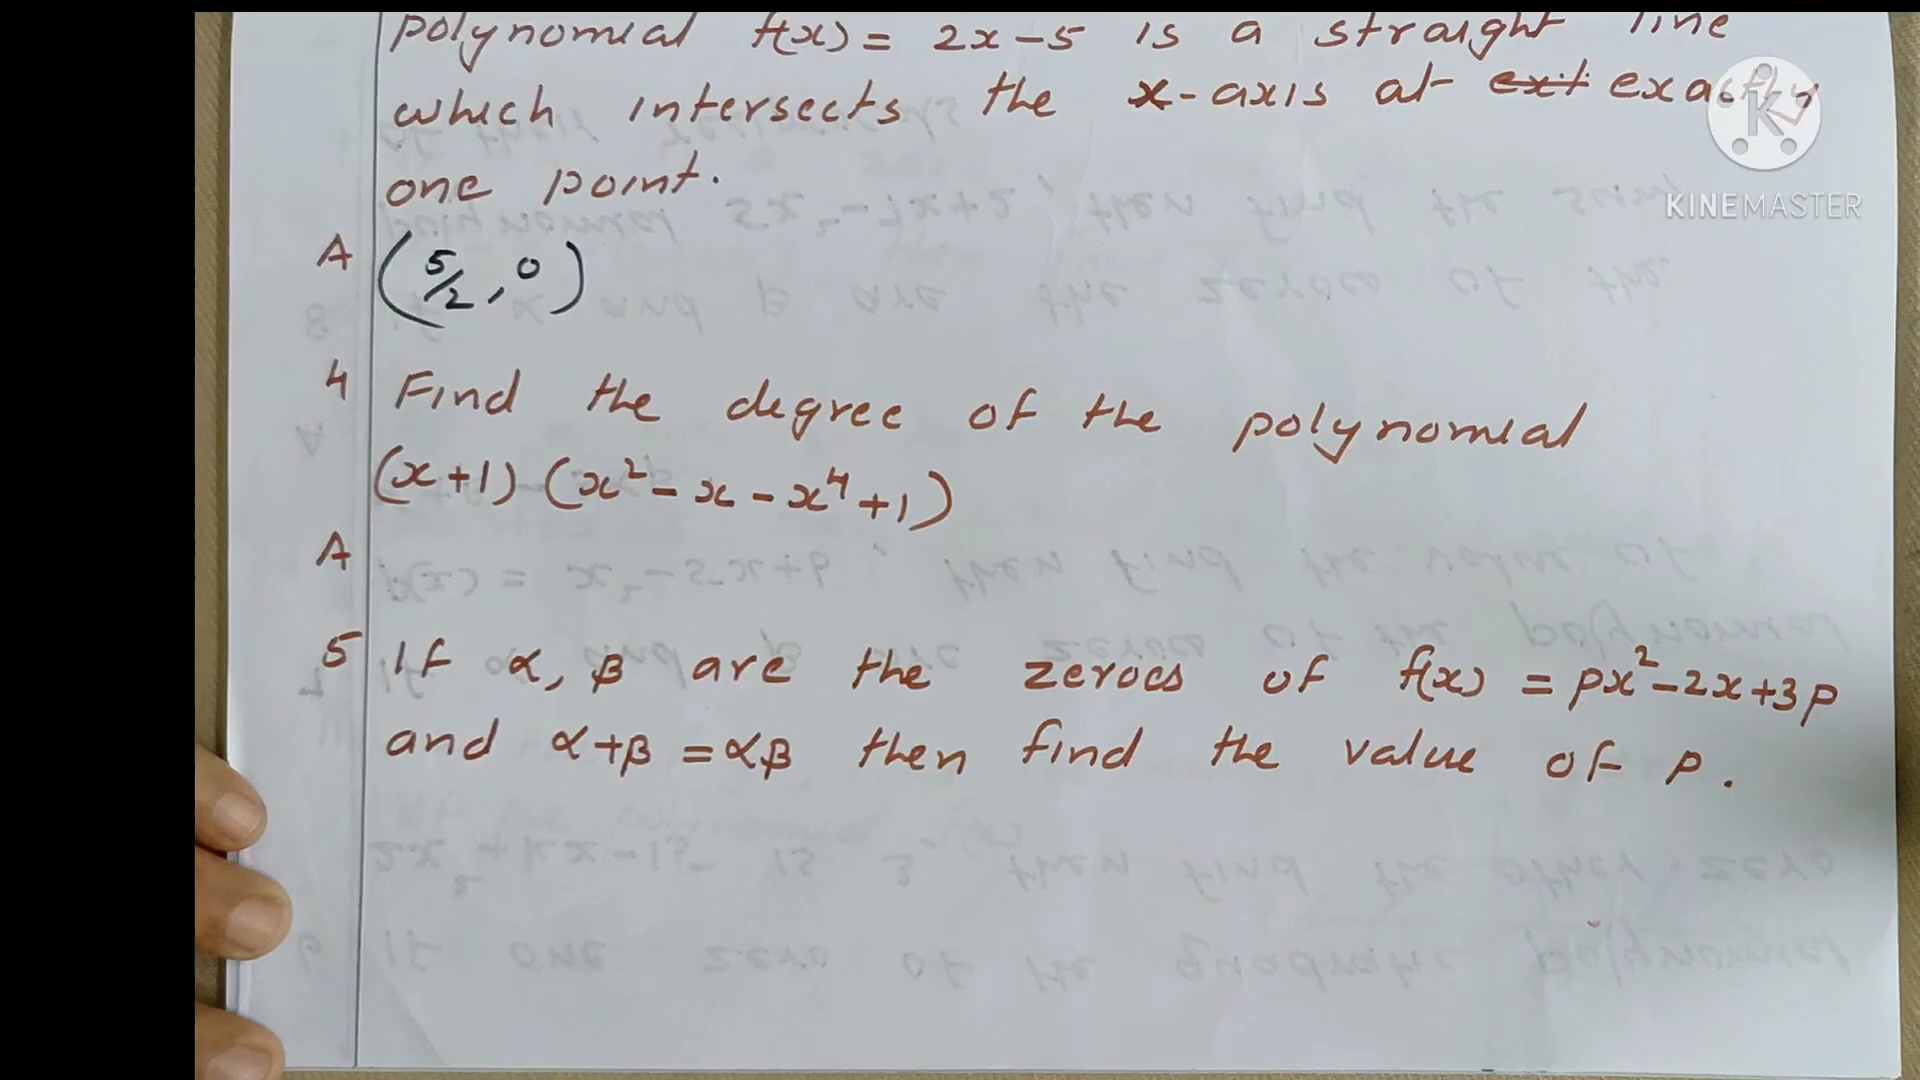 polynomial f(x) = 2x-5 is a straight line
which intersects the x-axis at ext exactly
one point.
A (5/2, 0)
4 Find the degree of the polynomial
(x+1) (x²-x-x⁴+1)
A
5 If α, β are the zeroes of f(x) = px²-2x+3p
and α+β = αβ then find the value of p.
KINEMASTER